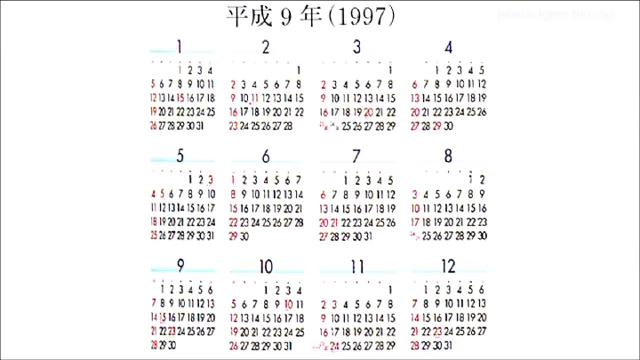 平成9年(1997)
1
1 2 3 4
5 6 7 8 9 10 11
12 13 14 15 16 17 18
19 20 21 22 23 24 25
26 27 28 29 30 31
2
1
2 3 4 5 6 7 8
9 10 11 12 13 14 15
16 17 18 19 20 21 22
23 24 25 26 27 28
3
1
2 3 4 5 6 7 8
9 10 11 12 13 14 15
16 17 18 19 20 21 22
25 26 27 28 29
4
1 2 3 4 5
6 7 8 9 10 11 12
13 14 15 16 17 18 19
20 21 22 23 24 25 26
27 28 29 30
5
1 2 3
4 5 6 7 8 9 10
11 12 13 14 15 16 17
18 19 20 21 22 23 24
25 26 27 28 29 30 31
6
1 2 3 4 5 6 7
8 9 10 11 12 13 14
15 16 17 18 19 20 21
22 23 24 25 26 27 28
29 30
7
1 2 3 4 5
6 7 8 9 10 11 12
13 14 15 16 17 18 19
20 21 22 23 24 25 26
27 28 29 30 31
8
1 2
3 4 5 6 7 8 9
10 11 12 13 14 15 16
17 18 19 20 21 22 23
25 26 27 28 29 30
9
1 2 3 4 5 6
7 8 9 10 11 12 13
14 15 16 17 18 19 20
21 22 23 24 25 26 27
28 29 30
10
1 2 3 4
5 6 7 8 9 10 11
12 13 14 15 16 17 18
19 20 21 22 23 24 25
26 27 28 29 30 31
11
1
2 3 4 5 6 7 8
9 10 11 12 13 14 15
16 17 18 19 20 21 22
24 25 26 27 28 29
12
1 2 3 4 5 6
7 8 9 10 11 12 13
14 15 16 17 18 19 20
21 22 23 24 25 26 27
28 29 30 31